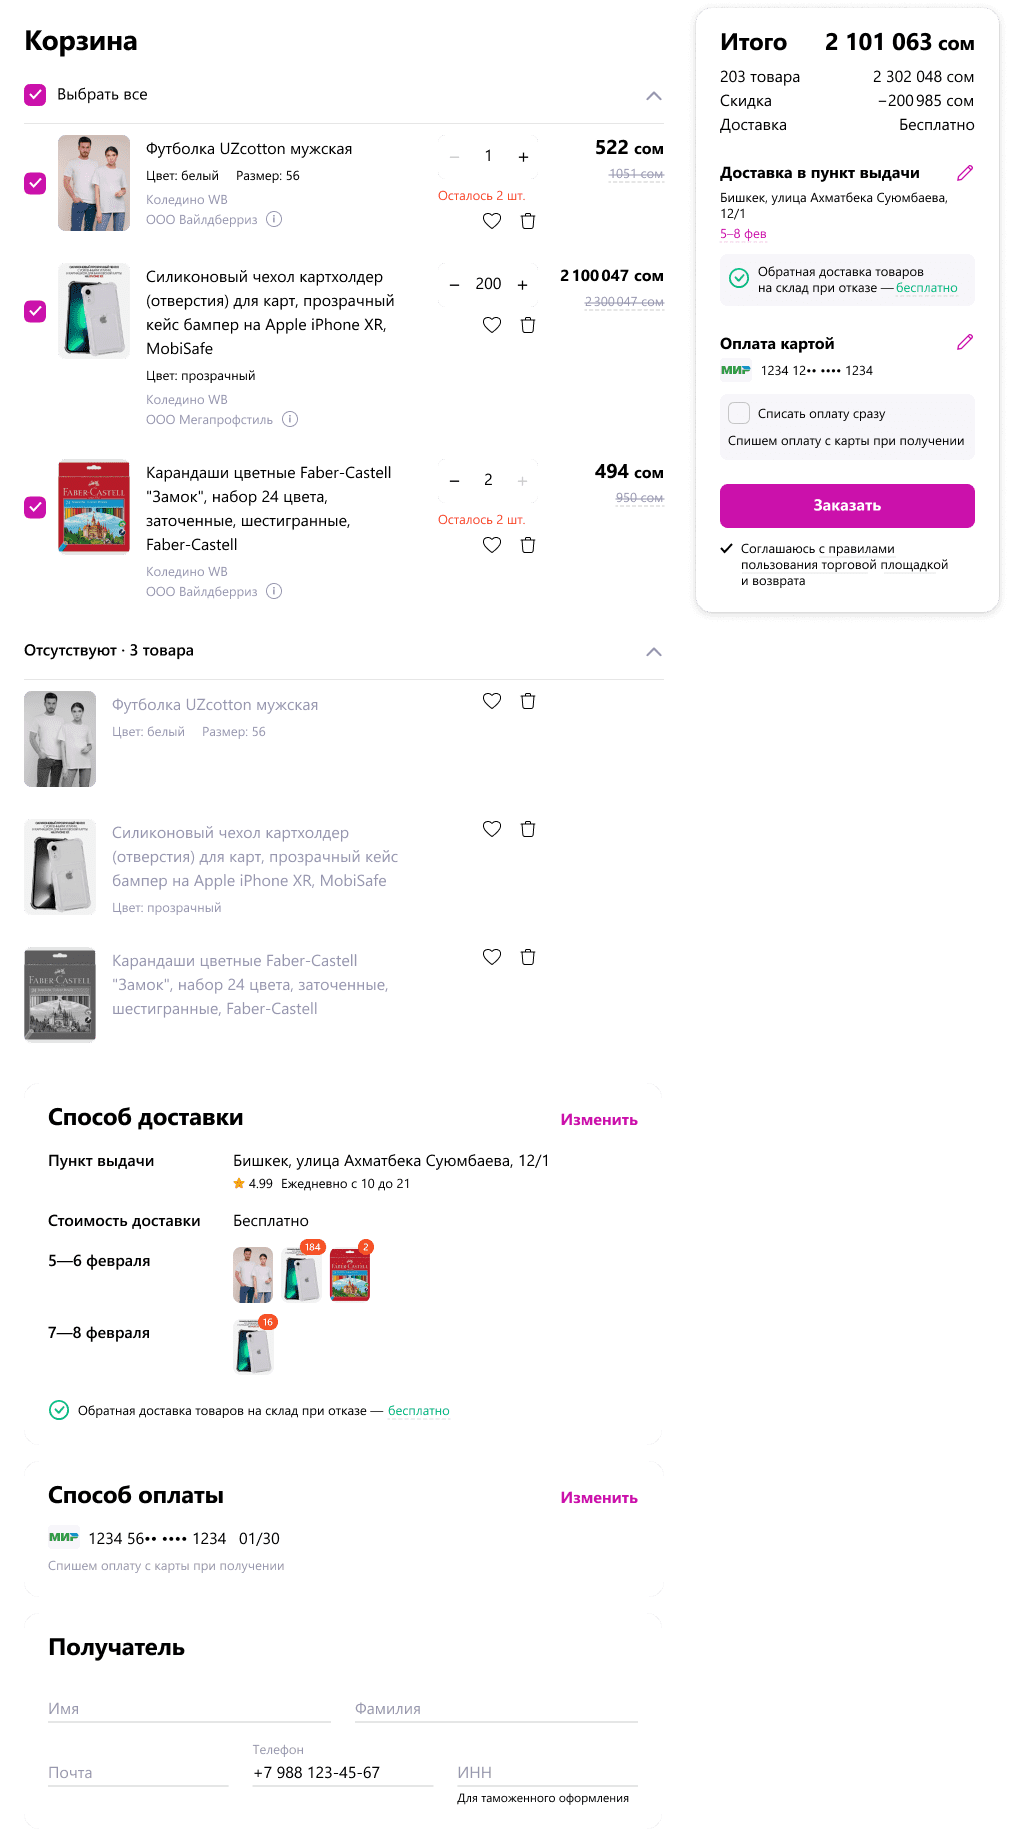 Корзина
Выбрать все
Футболка UZcotton мужская
Цвет: белый Размер: 56
Коледино WB
ООО Вайлдберриз
1
Осталось 2 шт.
522 сом
1051 сом
Силиконовый чехол картхолдер
(отверстия) для карт, прозрачный
кейс бампер на Apple iPhone XR,
MobiSafe
Цвет: прозрачный
Коледино WB
ООО Мегапрофстиль
200
2 100 047 сом
2 300 047 сом
Карандаши цветные Faber-Castell
"Замок", набор 24 цвета,
заточенные, шестигранные,
Faber-Castell
Коледино WB
ООО Вайлдберриз
2
Осталось 2 шт.
494 сом
950 сом
FABER-CASTELL
Отсутствуют · 3 товара
Футболка UZcotton мужская
Цвет: белый Размер: 56
Силиконовый чехол картхолдер
(отверстия) для карт, прозрачный кейс
бампер на Apple iPhone XR, MobiSafe
Цвет: прозрачный
Карандаши цветные Faber-Castell
"Замок", набор 24 цвета, заточенные,
шестигранные, Faber-Castell
FABER-CASTELL
Способ доставки
Изменить
Пункт выдачи
Бишкек, улица Ахматбека Суюмбаева, 12/1
4.99 Ежедневно с 10 до 21
Стоимость доставки
Бесплатно
5—6 февраля
184
2
7—8 февраля
16
Обратная доставка товаров на склад при отказе — бесплатно
Способ оплаты
Изменить
МИР 1234 56•• •••• 1234 01/30
Спишем оплату с карты при получении
Получатель
Имя
Фамилия
Почта
Телефон
+7 988 123-45-67
ИНН
Для таможенного оформления
Итого 2 101 063 сом
203 товара 2 302 048 сом
Скидка −200 985 сом
Доставка Бесплатно
Доставка в пункт выдачи
Бишкек, улица Ахматбека Суюмбаева,
12/1
5–8 фев
Обратная доставка товаров
на склад при отказе — бесплатно
Оплата картой
МИР 1234 12•• •••• 1234
Списать оплату сразу
Спишем оплату с карты при получении
Заказать
Соглашаюсь с правилами
пользования торговой площадкой
и возврата